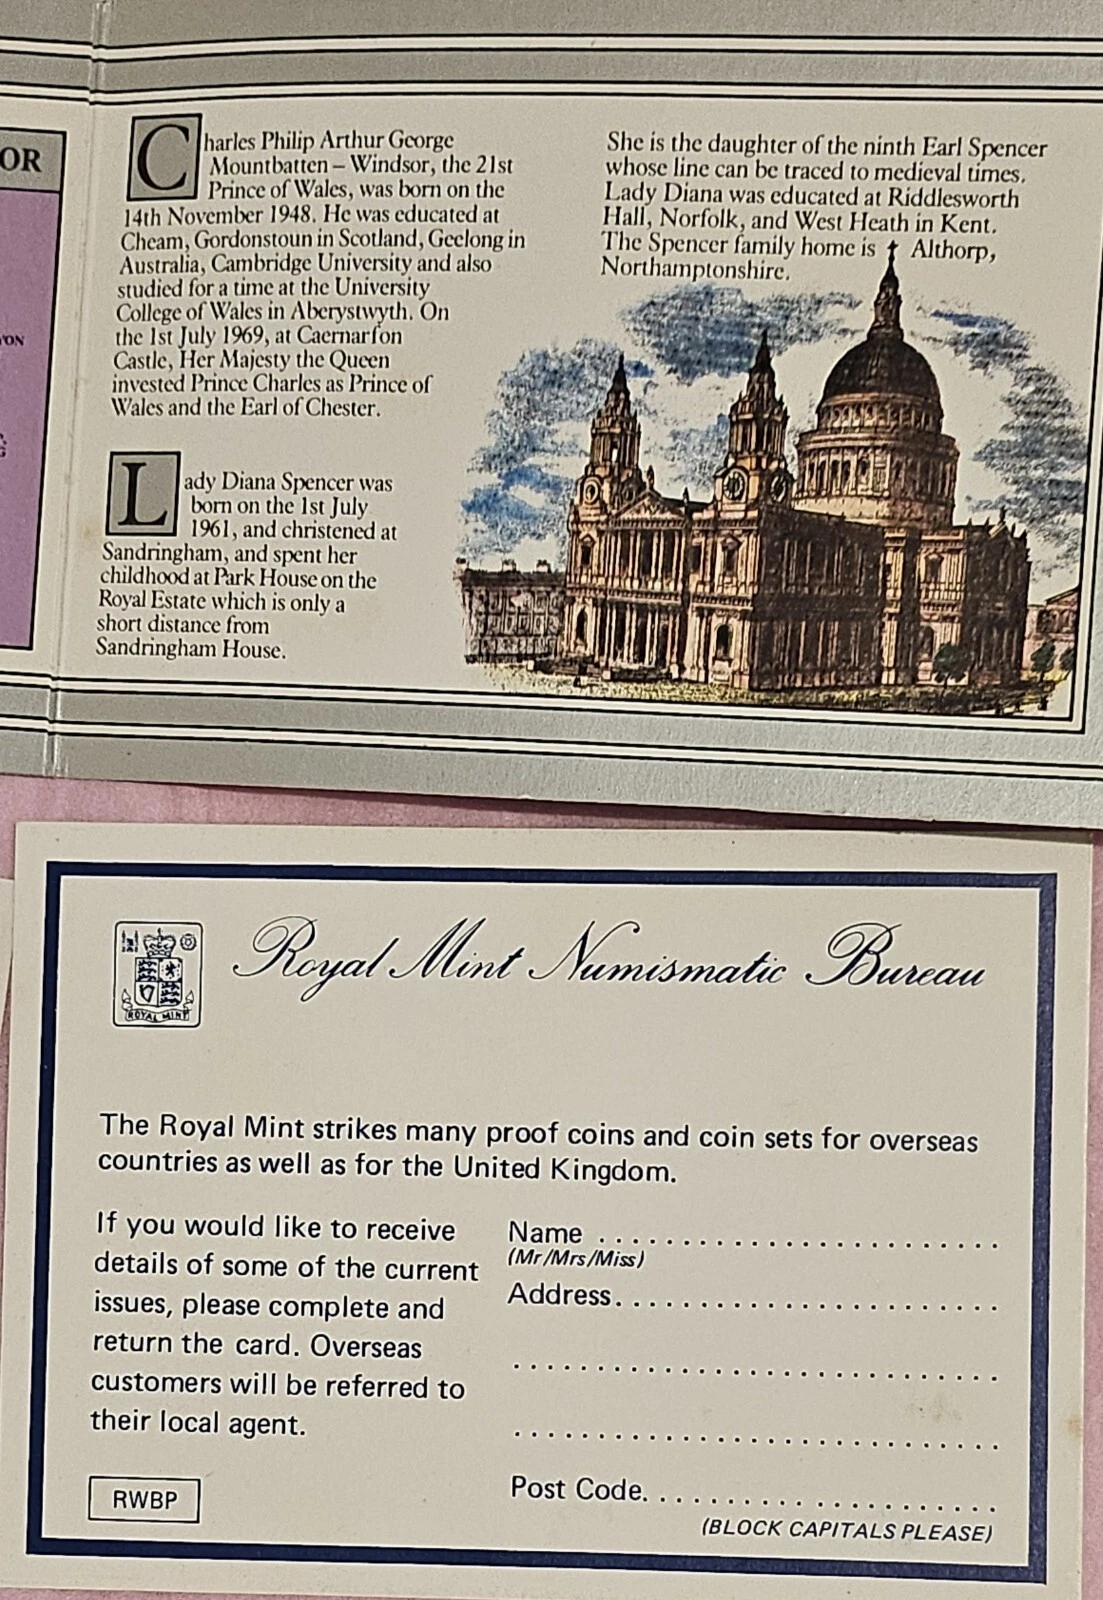 OR
Charles Philip Arthur George
Mountbatten – Windsor, the 21st
Prince of Wales, was born on the
14th November 1948. He was educated at
Cheam, Gordonstoun in Scotland, Geelong in
Australia, Cambridge University and also
studied for a time at the University
College of Wales in Aberystwyth. On
the 1st July 1969, at Caernarfon
Castle, Her Majesty the Queen
invested Prince Charles as Prince of
Wales and the Earl of Chester.
Lady Diana Spencer was
born on the 1st July
1961, and christened at
Sandringham, and spent her
childhood at Park House on the
Royal Estate which is only a
short distance from
Sandringham House.
She is the daughter of the ninth Earl Spencer
whose line can be traced to medieval times.
Lady Diana was educated at Riddlesworth
Hall, Norfolk, and West Heath in Kent.
The Spencer family home is Althorp,
Northamptonshire.
ROYAL MINT
Royal Mint Numismatic Bureau
The Royal Mint strikes many proof coins and coin sets for overseas
countries as well as for the United Kingdom.
If you would like to receive
details of some of the current
issues, please complete and
return the card. Overseas
customers will be referred to
their local agent.
RWBP
Name ........................
(Mr/Mrs/Miss)
Address........................
..............................
..............................
Post Code......................
(BLOCK CAPITALS PLEASE)